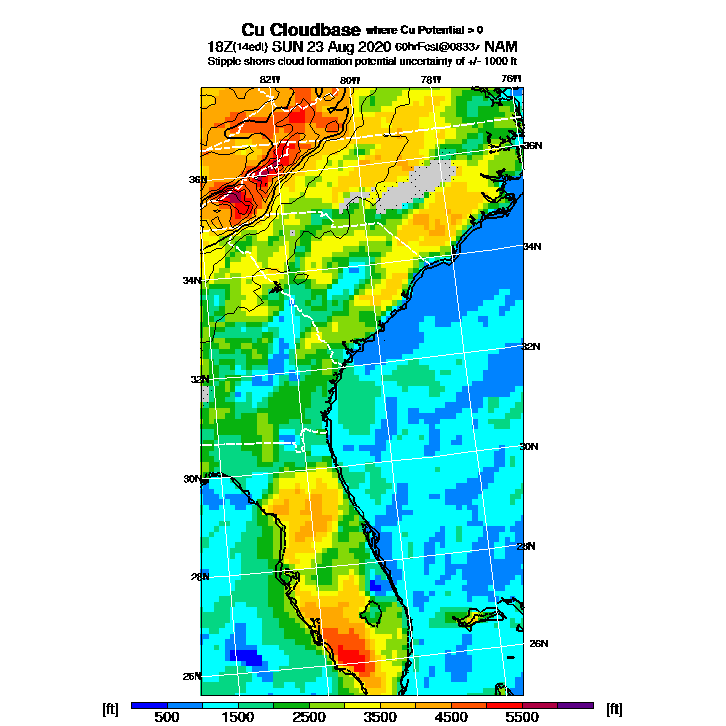 Cu Cloudbase where Cu Potential > 0
18Z(14edt) SUN 23 Aug 2020 60hrFcst@0833z NAM
Stipple shows cloud formation potential uncertainty of +/- 1000 ft
82W 80W 78W 76W
36N
36N
34N
34N
32N
32N
30N
30N
28N
28N
26N
26N
[ft] 500 1500 2500 3500 4500 5500 [ft]